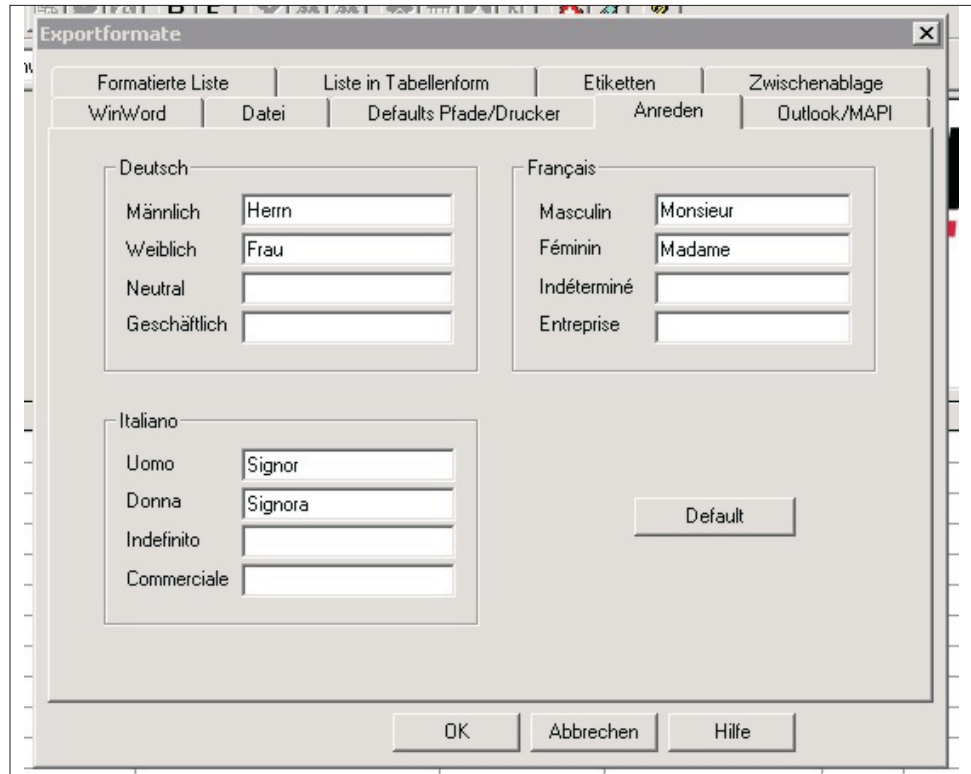 Exportformate
Formatierte Liste Liste in Tabellenform Etiketten Zwischenablage
WinWord Datei Defaults Pfade/Drucker Anreden Outlook/MAPI
Deutsch
Männlich Herrn
Weiblich Frau
Neutral
Geschäftlich
Français
Masculin Monsieur
Féminin Madame
Indéterminé
Entreprise
Italiano
Uomo Signor
Donna Signora
Indefinito
Commerciale
Default
OK Abbrechen Hilfe